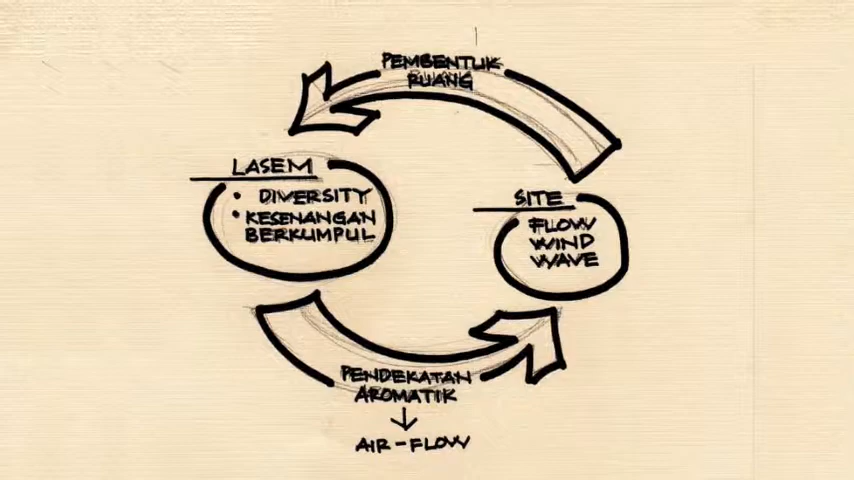 PEMBENTUK
RUANG
LASEM
• DIVERSITY
• KESENANGAN
BERKUMPUL
SITE
FLOW
WIND
WAVE
PENDEKATAN
AROMATIK
↓
AIR-FLOW